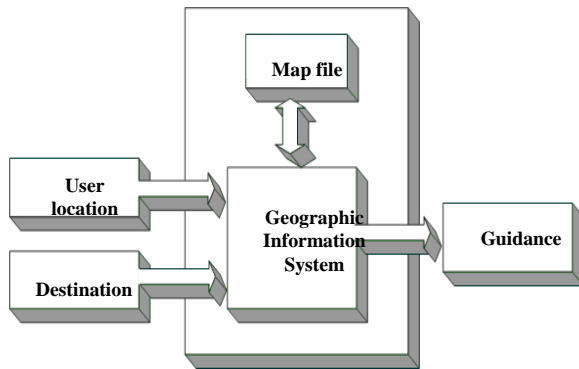 Map file
User
location
Geographic
Information
System
Guidance
Destination